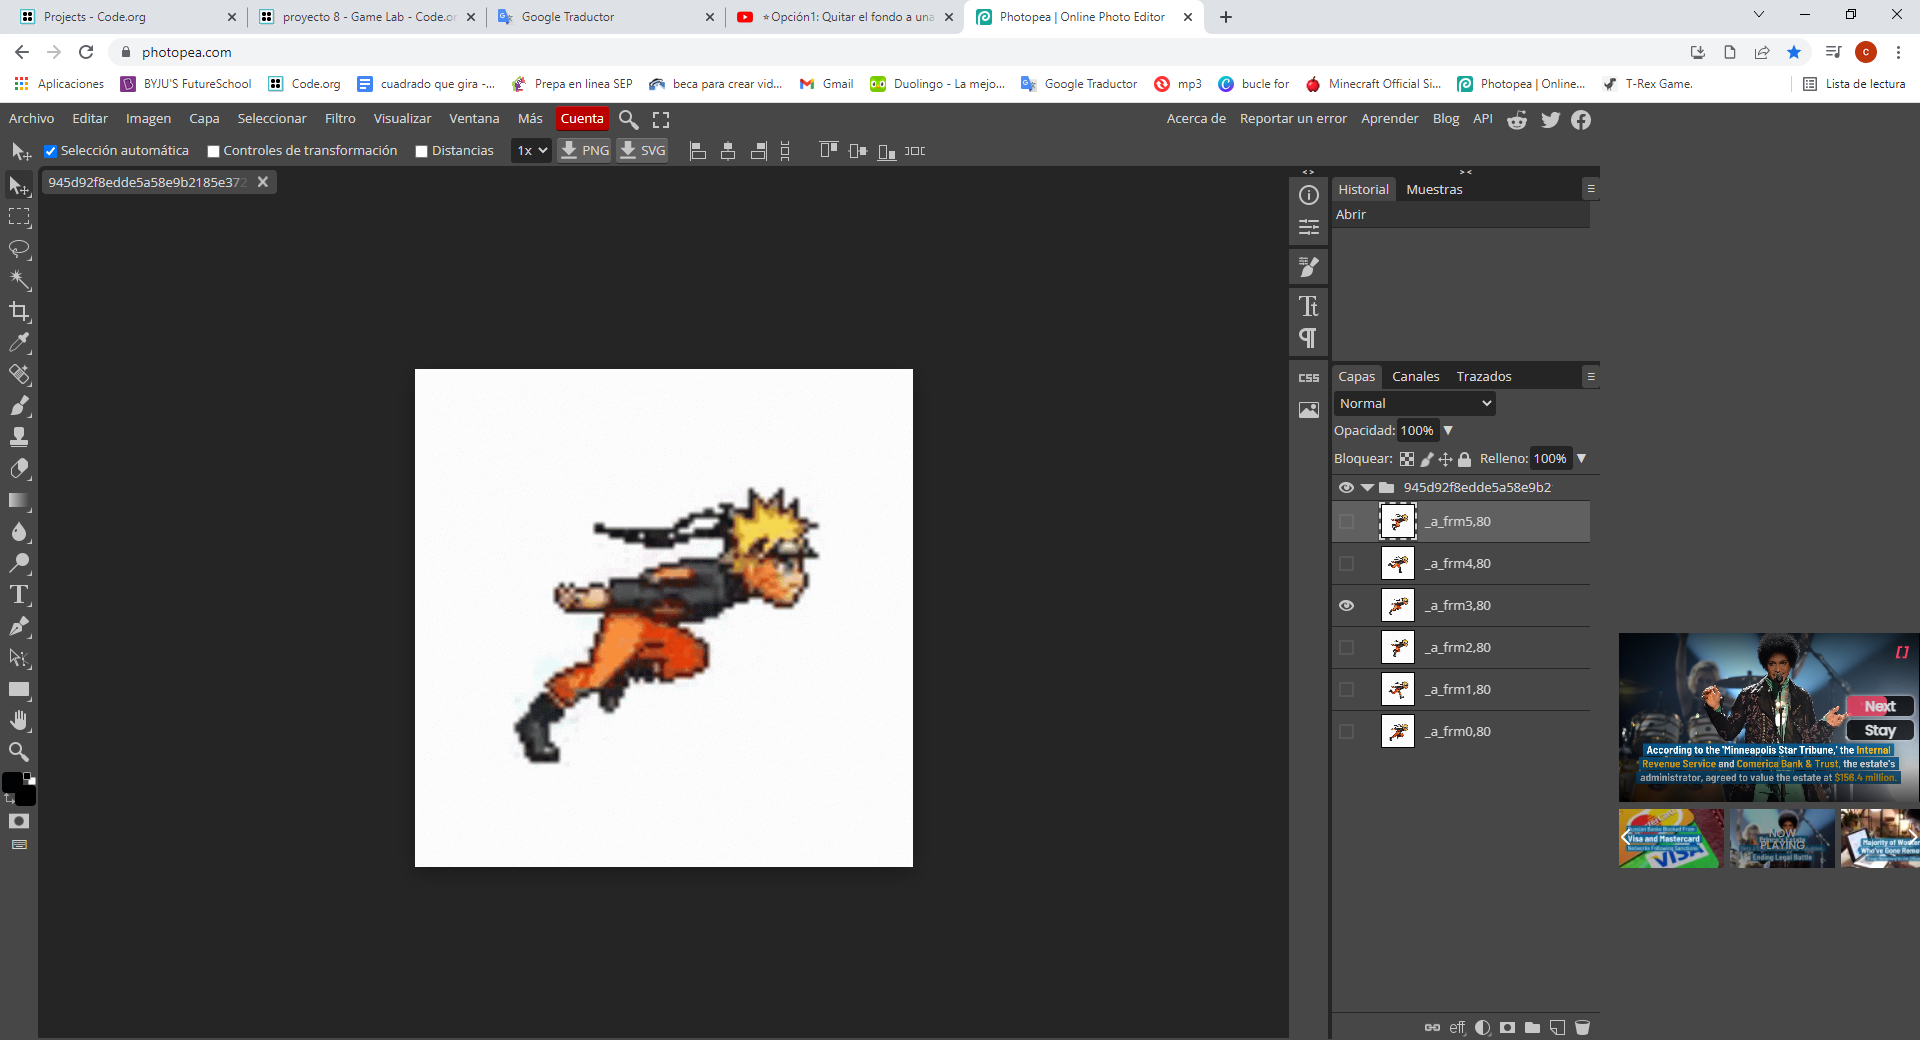 Projects - Code.org
proyecto 8 - Game Lab - Code.or
Google Traductor
⭐Opción1: Quitar el fondo a una
Photopea | Online Photo Editor
photopea.com
c
Aplicaciones
BYJU'S FutureSchool
Code.org
cuadrado que gira -...
Prepa en linea SEP
beca para crear vid...
Gmail
Duolingo - La mejo...
Google Traductor
mp3
bucle for
Minecraft Official Si...
Photopea | Online...
T-Rex Game.
Lista de lectura
Archivo
Editar
Imagen
Capa
Seleccionar
Filtro
Visualizar
Ventana
Más
Cuenta
Acerca de
Reportar un error
Aprender
Blog
API
Selección automática
Controles de transformación
Distancias
1x
PNG
SVG
945d92f8edde5a58e9b2185e372
Historial
Muestras
Abrir
CSS
Capas
Canales
Trazados
Normal
Opacidad: 100%
Bloquear:
Relleno: 100%
945d92f8edde5a58e9b2
_a_frm5,80
_a_frm4,80
_a_frm3,80
_a_frm2,80
_a_frm1,80
_a_frm0,80
eff
Next
Stay
According to the 'Minneapolis Star Tribune,' the Internal
Revenue Service and Comerica Bank & Trust, the estate's
administrator, agreed to value the estate at $156.4 million.
Visa and Mastercard
VISA
NOW
PLAYING
Ending Legal Battle